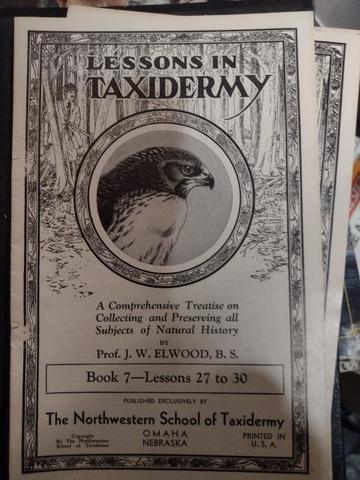 LESSONS IN
TAXIDERMY
A Comprehensive Treatise on
Collecting and Preserving all
Subjects of Natural History
BY
Prof. J. W. ELWOOD, B. S.
Book 7—Lessons 27 to 30
PUBLISHED EXCLUSIVELY BY
The Northwestern School of Taxidermy
Copyright
By The Northwestern
School of Taxidermy
OMAHA
NEBRASKA
PRINTED IN
U. S. A.